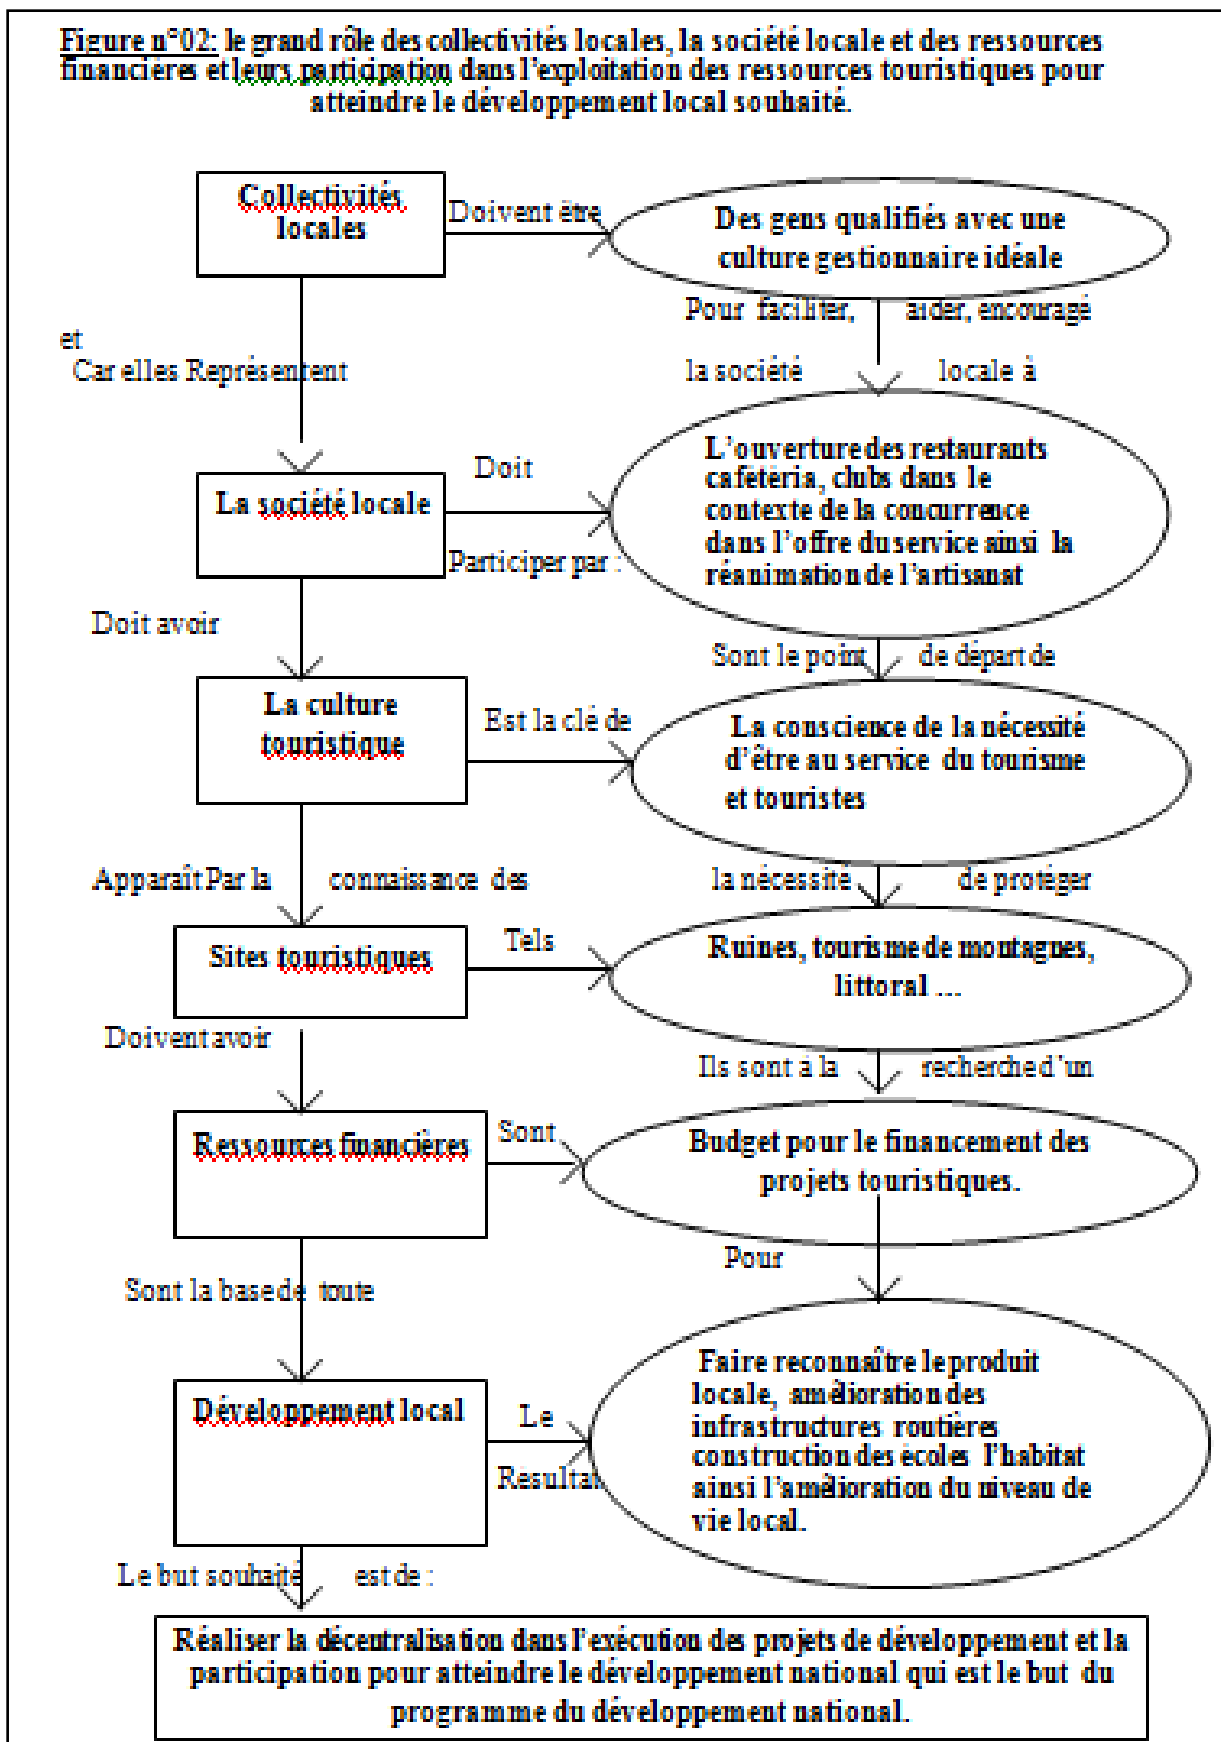 Figure n°02: le grand rôle des collectivités locales, la société locale et des ressources
financières et leurs participation dans l'exploitation des ressources touristiques pour
atteindre le développement local souhaité.
Collectivités
locales
Doivent être
Des gens qualifiés avec une
culture gestionnaire idéale
et
Car elles Représentent
Pour faciliter, aider, encouragé
la société locale à
La société locale
Doit
Participer par :
L'ouverture des restaurants
cafétéria, clubs dans le
contexte de la concurrence
dans l'offre du service ainsi la
réanimation de l'artisanat
Doit avoir
Sont le point de départ de
La culture
touristique
Est la clé de
La conscience de la nécessité
d'être au service du tourisme
et touristes
Apparaît Par la connaissance des
la nécessité de protéger
Sites touristiques
Tels
Ruines, tourisme de montagnes,
littoral ...
Doivent avoir
Ils sont à la recherche d'un
Ressources financières
Sont
Budget pour le financement des
projets touristiques.
Sont la base de toute
Pour
Développement local
Le
Résultat
Faire reconnaître le produit
locale, amélioration des
infrastructures routières
construction des écoles l'habitat
ainsi l'amélioration du niveau de
vie local.
Le but souhaité est de :
Réaliser la décentralisation dans l'exécution des projets de développement et la
participation pour atteindre le développement national qui est le but du
programme du développement national.